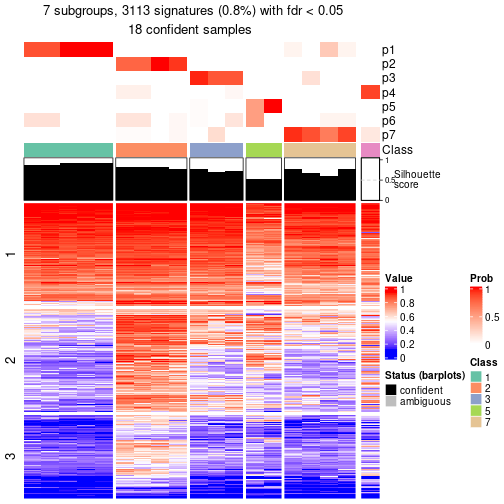 7 subgroups, 3113 signatures (0.8%) with fdr < 0.05
18 confident samples
p1
p2
p3
p4
p5
p6
p7
Class
1
0.5
0
Silhouette
score
1
2
3
Value
1
0.8
0.6
0.4
0.2
0
Status (barplots)
confident
ambiguous
Prob
1
0.5
0
Class
1
2
3
5
7